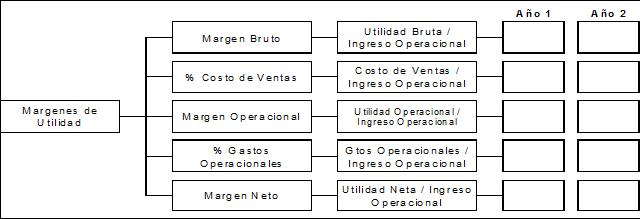 Año 1 Año 2
Margen Bruto
Utilidad Bruta /
Ingreso Operacional
% Costo de Ventas
Costo de Ventas /
Ingreso Operacional
Margenes de
Utilidad
Margen Operacional
Utilidad Operacional /
Ingreso Operacional
% Gastos
Operacionales
Gtos Operacionales /
Ingreso Operacional
Margen Neto
Utilidad Neta / Ingreso
Operacional